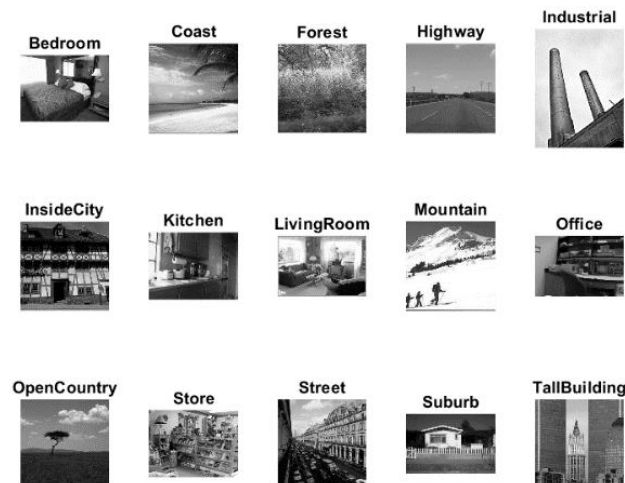 Bedroom
Coast
Forest
Highway
Industrial
InsideCity
Kitchen
LivingRoom
Mountain
Office
OpenCountry
Store
Street
Suburb
TallBuilding